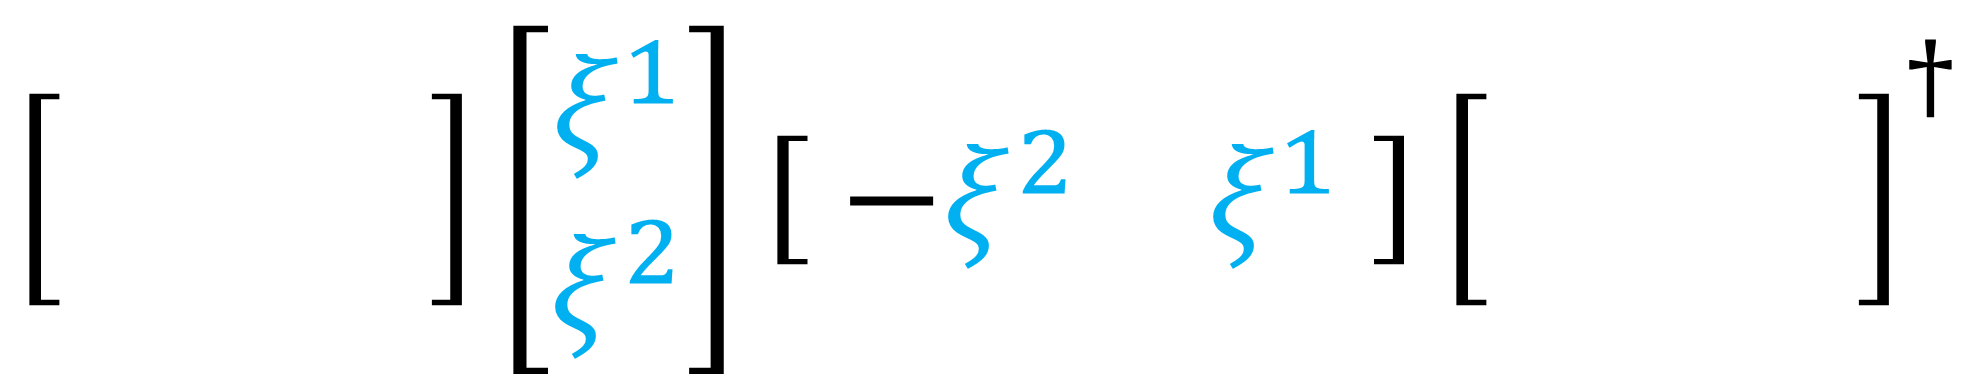 [ ] [ξ¹ ξ²] [−ξ² ξ¹] [ ]†